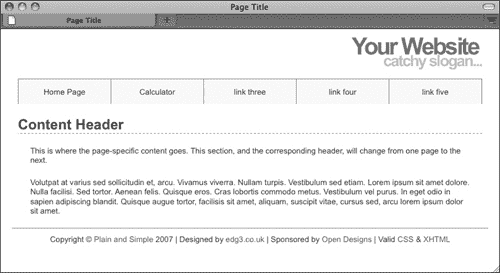 Page Title
Page Title
Your Website
catchy slogan...
Home Page
Calculator
link three
link four
link five
Content Header
This is where the page-specific content goes. This section, and the corresponding header, will change from one page to the
next.
Volutpat at varius sed sollicitudin et, arcu. Vivamus viverra. Nullam turpis. Vestibulum sed etiam. Lorem ipsum sit amet dolore.
Nulla facilisi. Sed tortor. Aenean felis. Quisque eros. Cras lobortis commodo metus. Vestibulum vel purus. In eget odio in
sapien adipiscing blandit. Quisque augue tortor, facilisis sit amet, aliquam, suscipit vitae, cursus sed, arcu lorem ipsum dolor
sit amet.
Copyright © Plain and Simple 2007 | Designed by edg3.co.uk | Sponsored by Open Designs | Valid CSS & XHTML